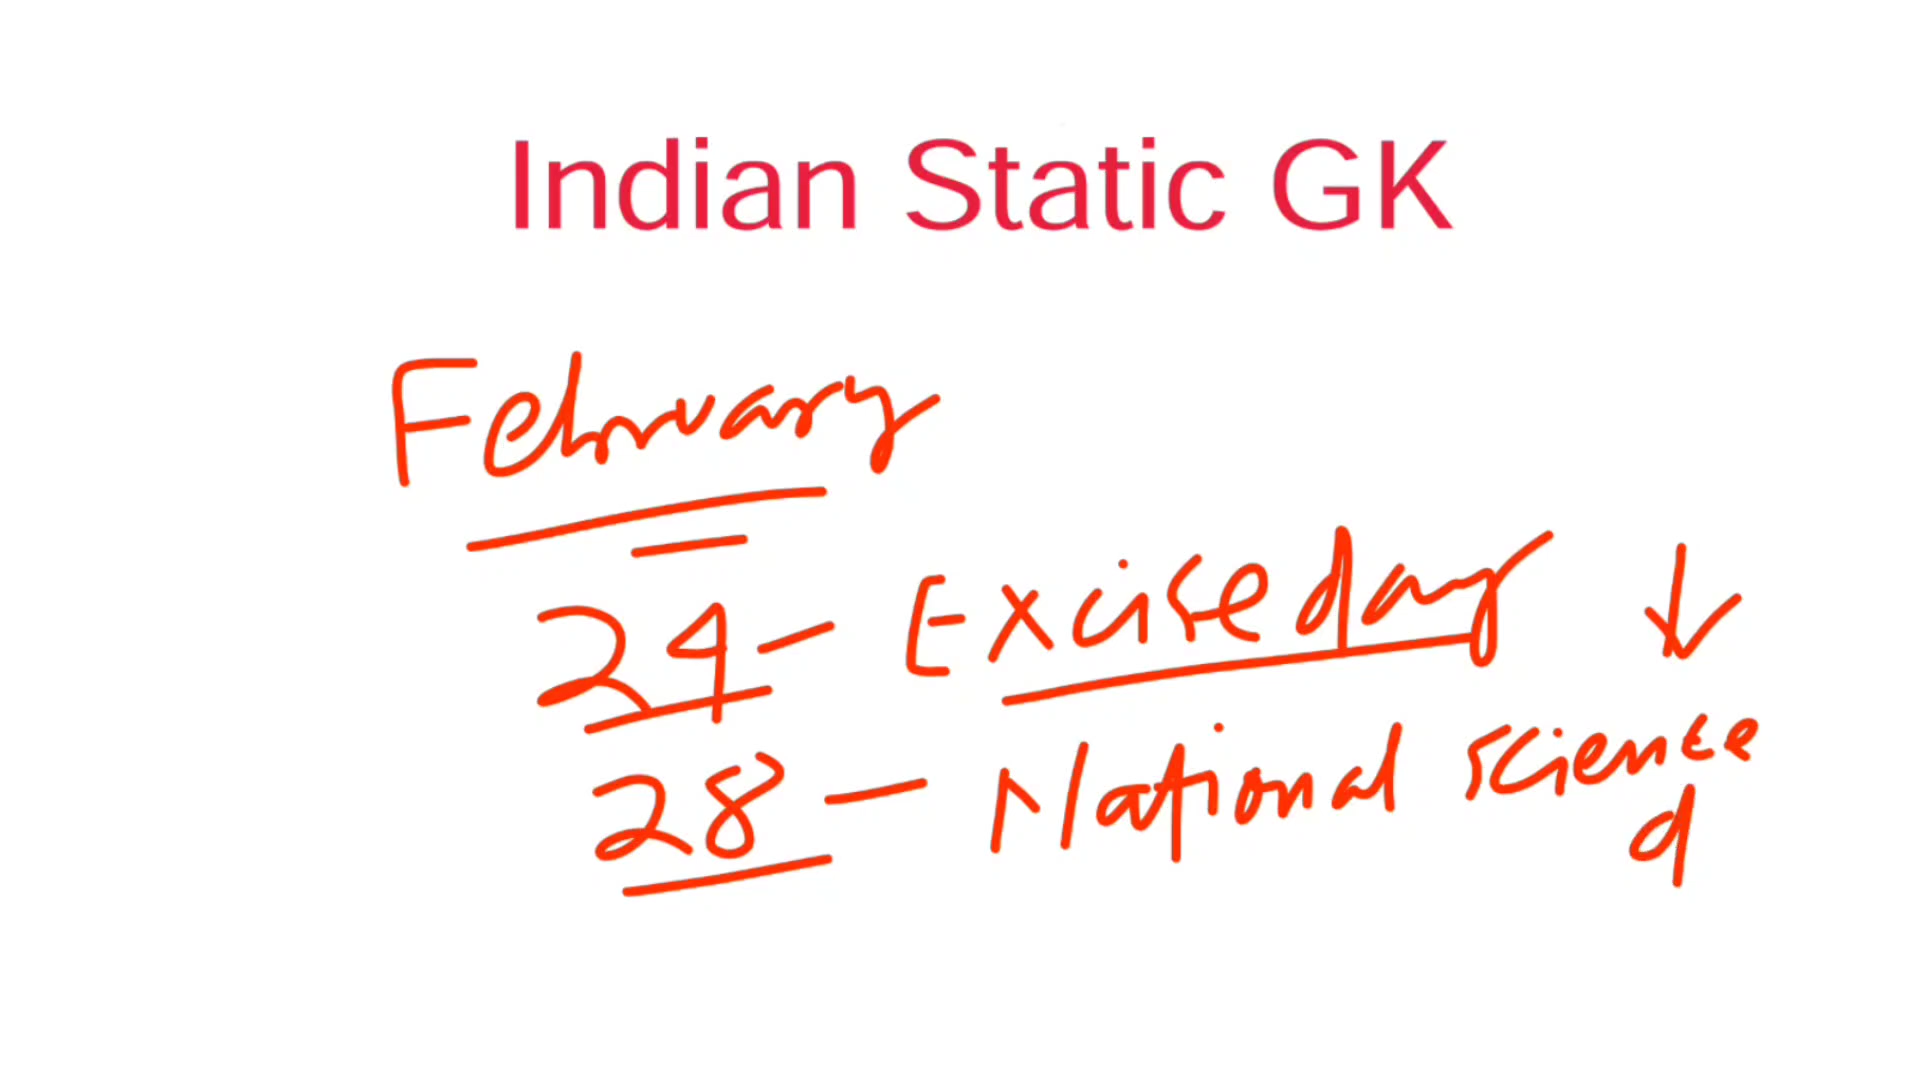 Indian Static GK
February
24 - Excise day
28 - National science
d